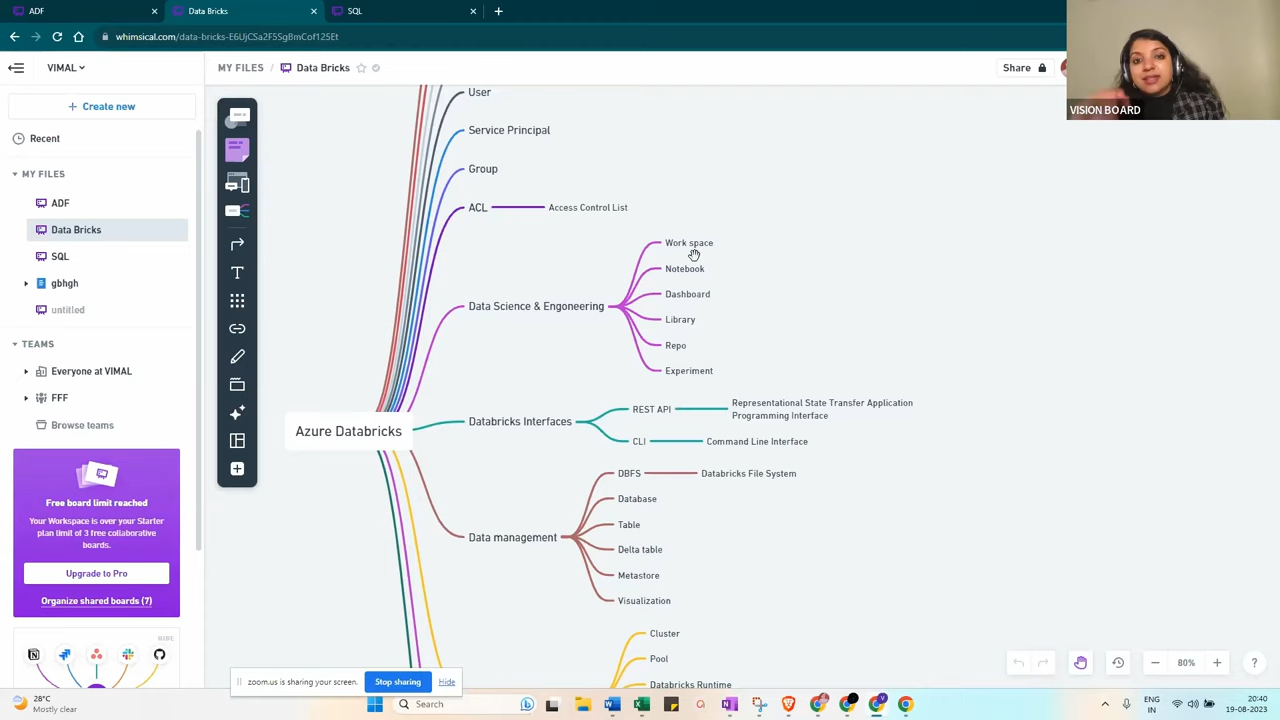 ADF
Data Bricks
SQL
whimsical.com/data-bricks-E6UjCSa2F5SgBmCof125Et
VIMAL
MY FILES / Data Bricks
Share
VISION BOARD
+ Create new
Recent
MY FILES
ADF
Data Bricks
SQL
gbhgh
untitled
TEAMS
Everyone at VIMAL
FFF
Browse teams
Free board limit reached
Your Workspace is over your Starter
plan limit of 3 free collaborative
boards.
Upgrade to Pro
Organize shared boards (7)
HIDE
User
Service Principal
Group
ACL
Access Control List
Data Science & Engoneering
Work space
Notebook
Dashboard
Library
Repo
Experiment
Azure Databricks
Databricks Interfaces
REST API
Representational State Transfer Application
Programming Interface
CLI
Command Line Interface
Data management
DBFS
Databricks File System
Database
Table
Delta table
Metastore
Visualization
Cluster
Pool
Databricks Runtime
80%
zoom.us is sharing your screen.
Stop sharing
Hide
28°C
Mostly clear
Search
ENG
IN
20:40
19-08-2023